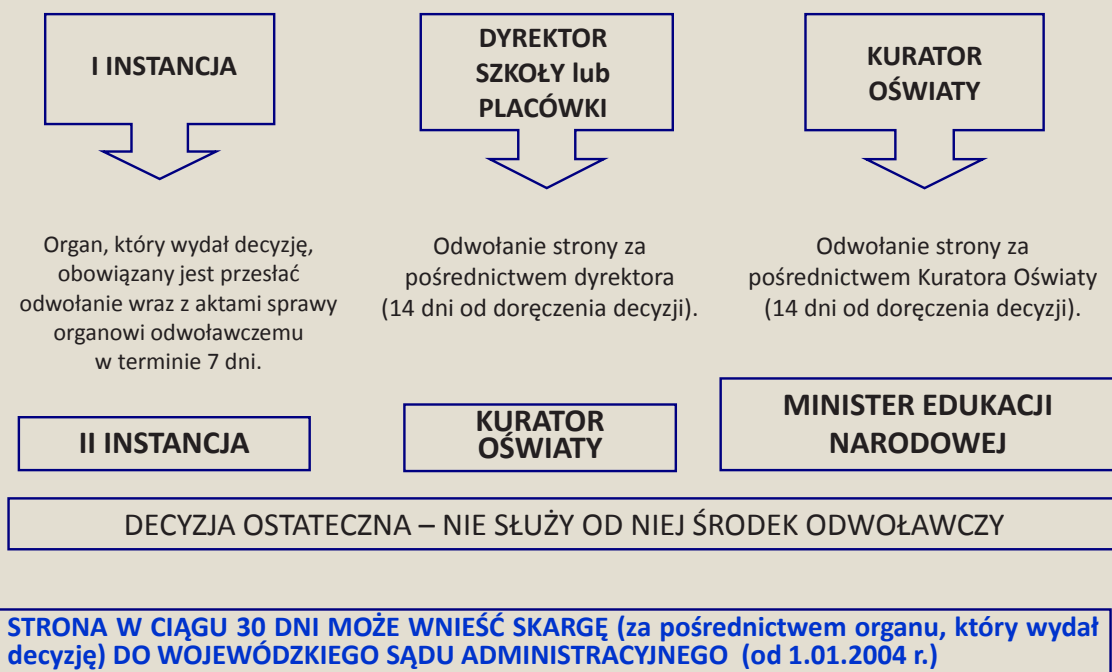 I INSTANCJA
DYREKTOR
SZKOŁY lub
PLACÓWKI
KURATOR
OŚWIATY
Organ, który wydał decyzję,
obowiązany jest przesłać
odwołanie wraz z aktami sprawy
organowi odwoławczemu
w terminie 7 dni.
Odwołanie strony za
pośrednictwem dyrektora
(14 dni od doręczenia decyzji).
Odwołanie strony za
pośrednictwem Kuratora Oświaty
(14 dni od doręczenia decyzji).
II INSTANCJA
KURATOR
OŚWIATY
MINISTER EDUKACJI
NARODOWEJ
DECYZJA OSTATECZNA – NIE SŁUŻY OD NIEJ ŚRODEK ODWOŁAWCZY
STRONA W CIĄGU 30 DNI MOŻE WNIEŚĆ SKARGĘ (za pośrednictwem organu, który wydał
decyzję) DO WOJEWÓDZKIEGO SĄDU ADMINISTRACYJNEGO (od 1.01.2004 r.)